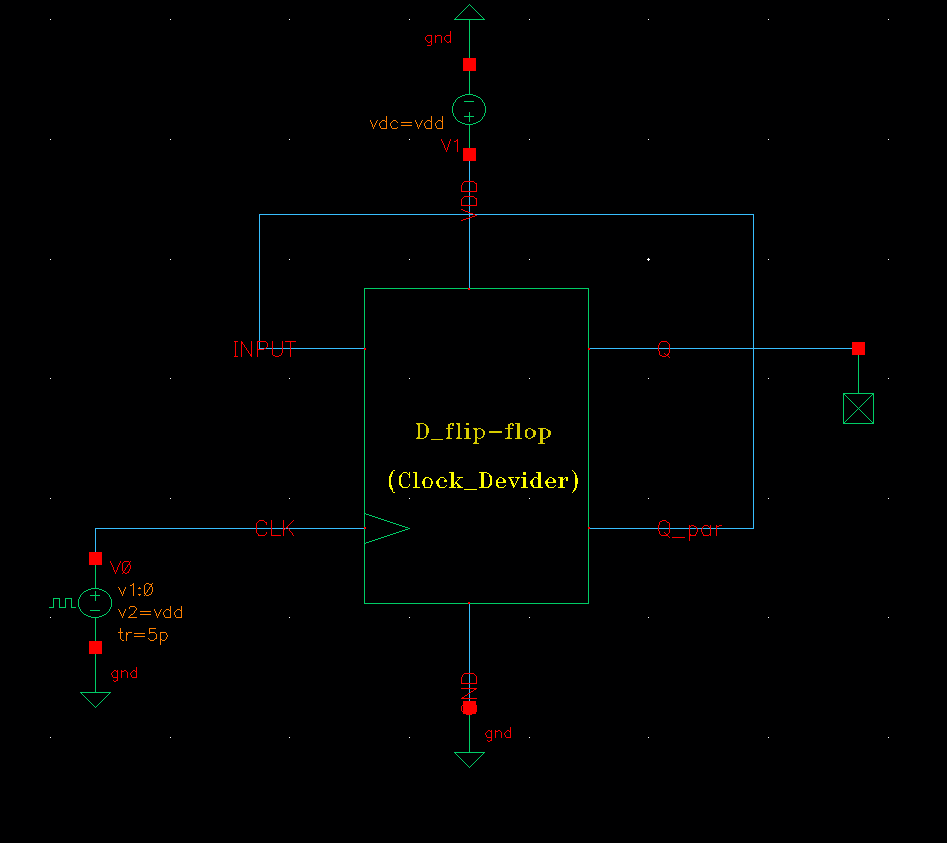 gnd
vdc=vdd
V1
VDD
INPUT
Q
D_flip-flop
(Clock_Devider)
CLK
Q_par
V0
v1:0
v2=vdd
tr=5p
gnd
GND
gnd